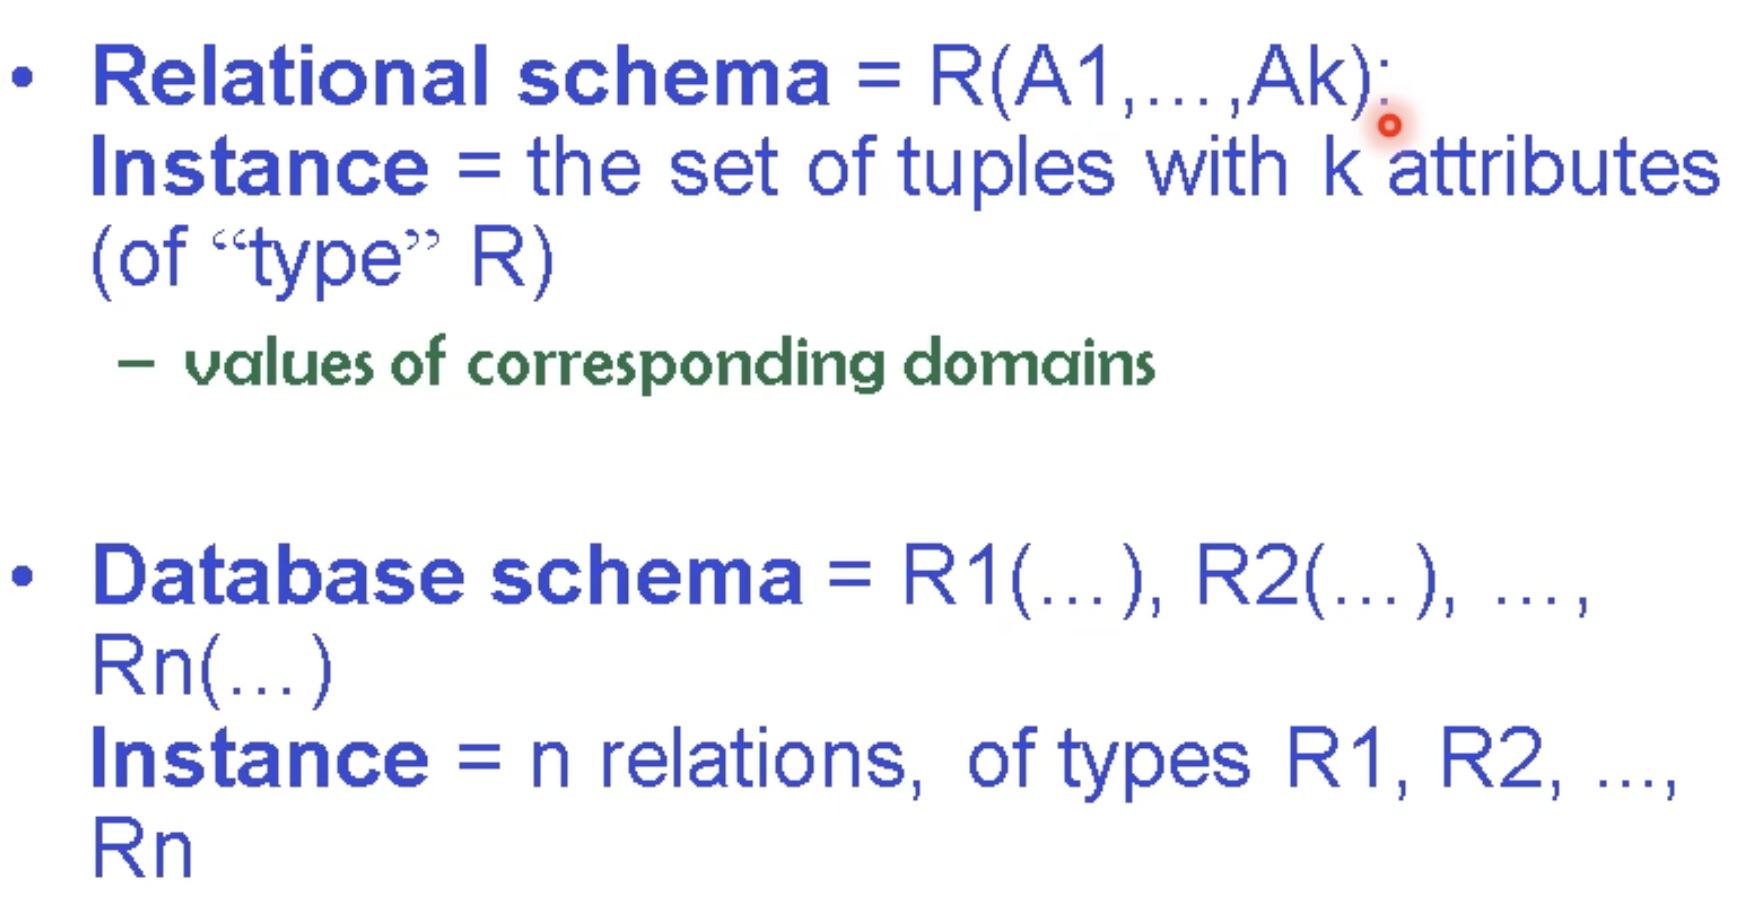 • Relational schema = R(A1,…,Ak):
Instance = the set of tuples with k attributes
(of “type” R)
– values of corresponding domains
• Database schema = R1(…), R2(…), …,
Rn(…)
Instance = n relations, of types R1, R2, ...,
Rn